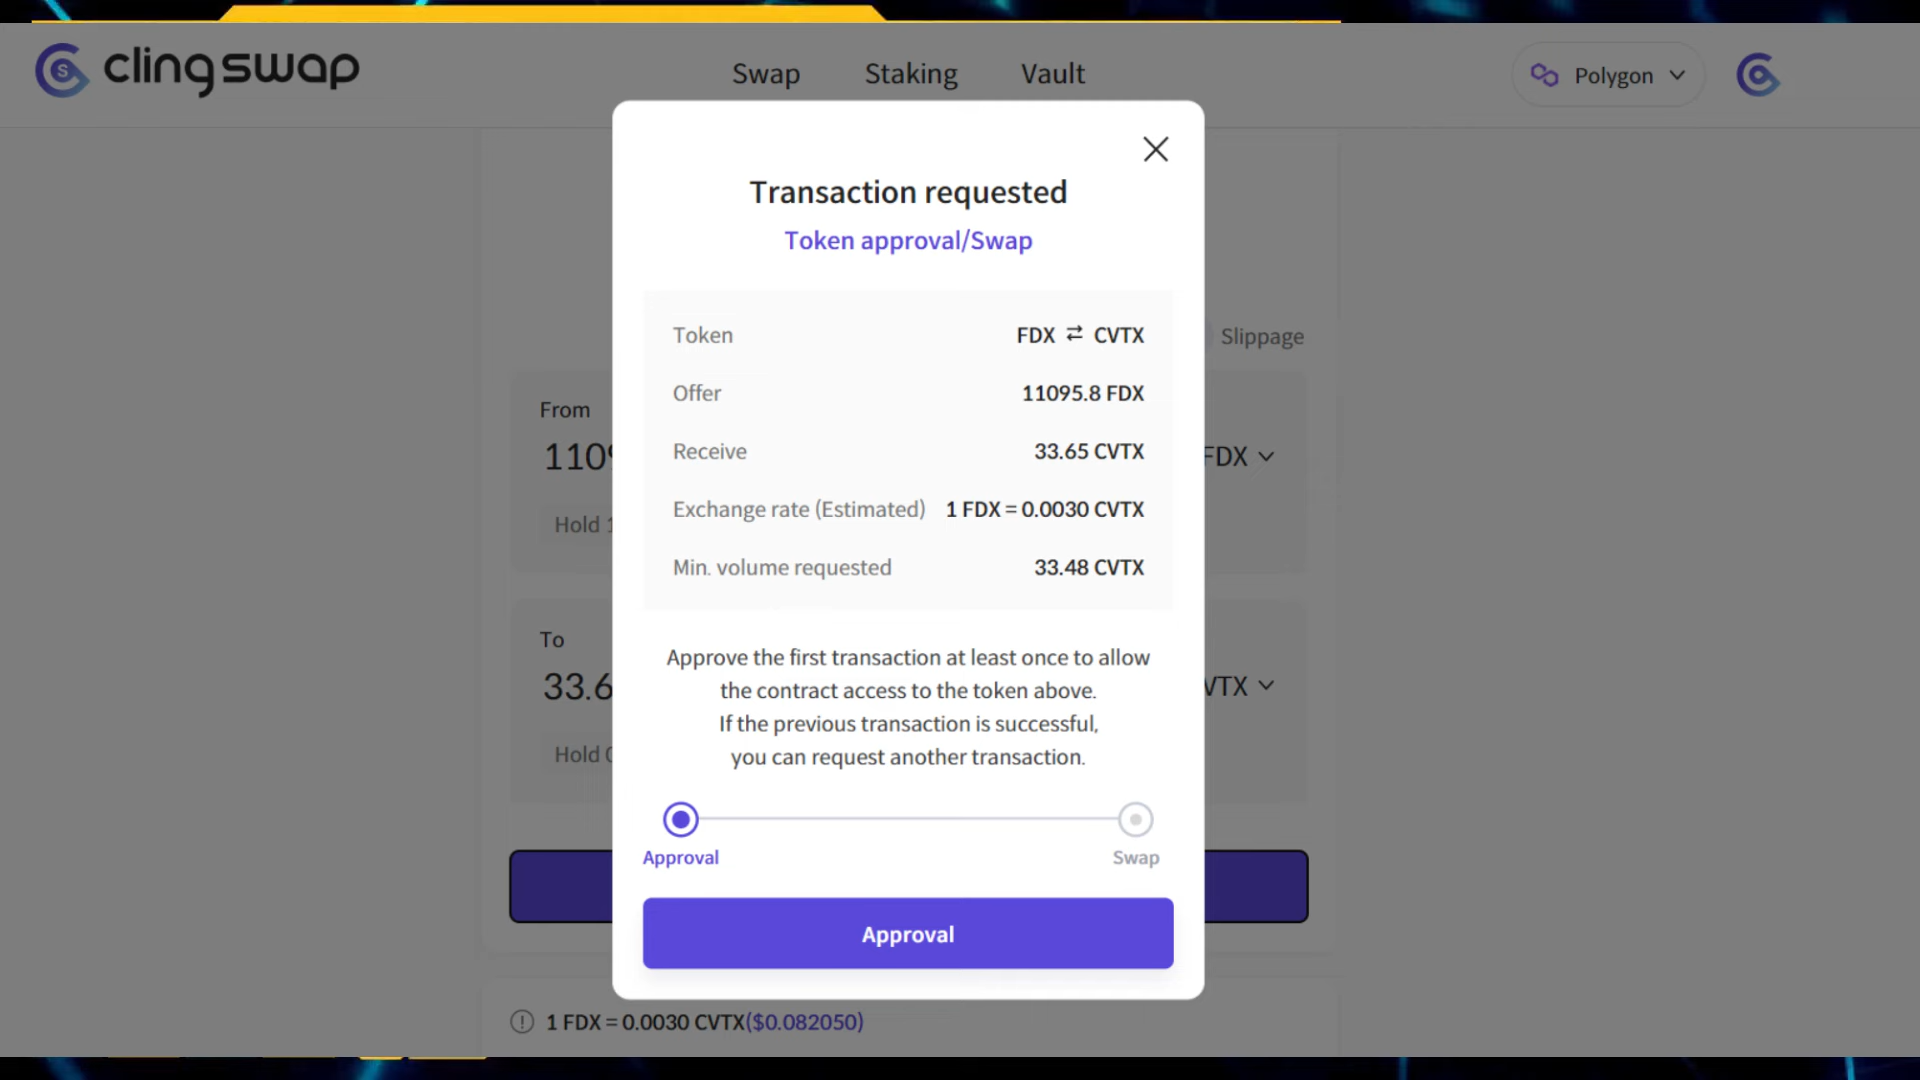 clingswap
Swap
Staking
Vault
Polygon
Transaction requested
Token approval/Swap
Token FDX ⇄ CVTX
Offer 11095.8 FDX
Receive 33.65 CVTX
Exchange rate (Estimated) 1 FDX = 0.0030 CVTX
Min. volume requested 33.48 CVTX
Approve the first transaction at least once to allow
the contract access to the token above.
If the previous transaction is successful,
you can request another transaction.
Approval
Swap
Approval
Slippage
From
1109
FDX
Hold 1
To
33.6
VTX
Hold
1 FDX = 0.0030 CVTX($0.082050)